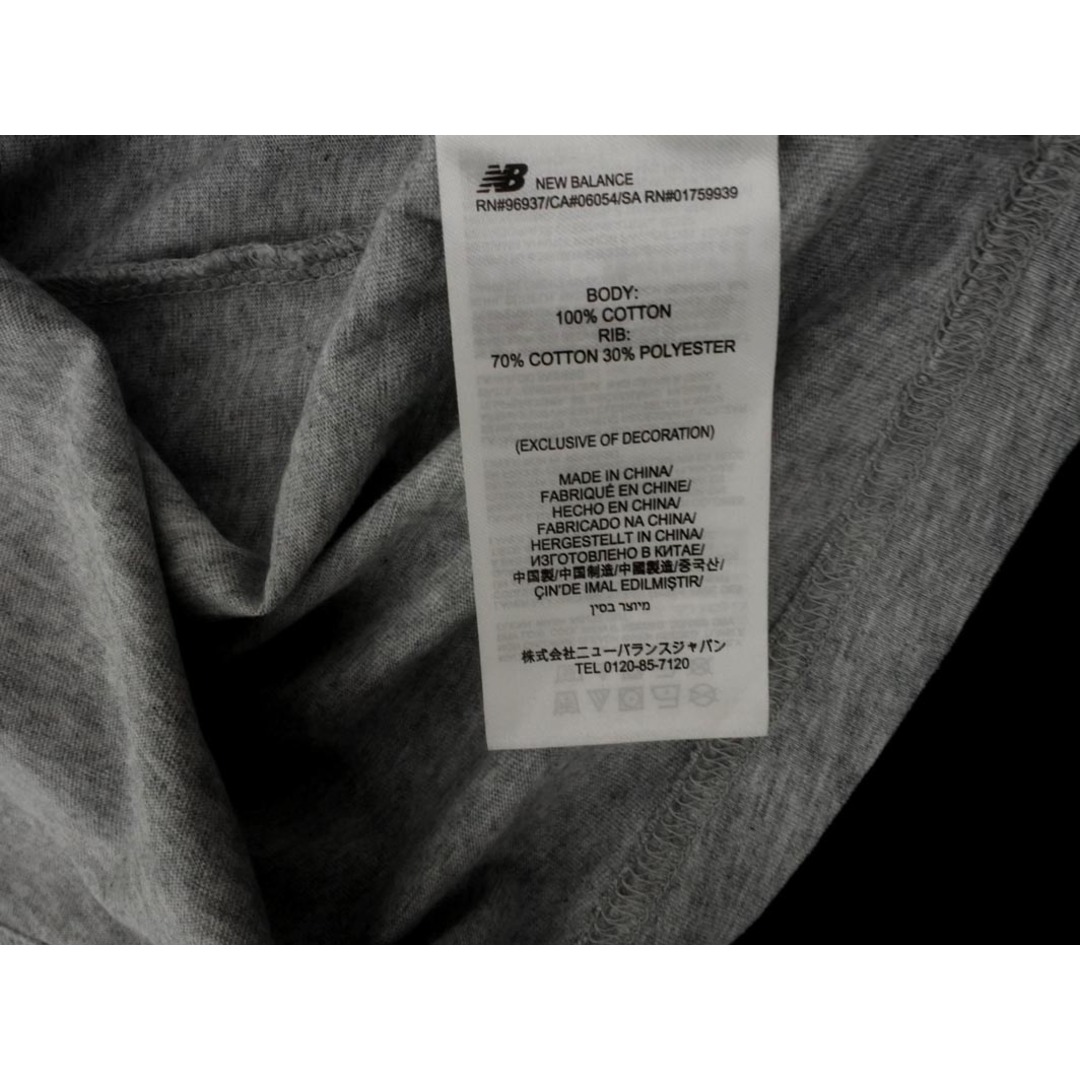 NB NEW BALANCE
RN#96937/CA#06054/SA RN#01759939
BODY:
100% COTTON
RIB:
70% COTTON 30% POLYESTER
(EXCLUSIVE OF DECORATION)
MADE IN CHINA/
FABRIQUÉ EN CHINE/
HECHO EN CHINA/
FABRICADO NA CHINA/
HERGESTELLT IN CHINA/
ИЗГОТОВЛЕНО В КИТАЕ/
中国製/中国制造/中國製造/중국산/
ÇIN'DE IMAL EDILMIŞTIR/
מיוצר בסין
株式会社ニューバランスジャパン
TEL 0120-85-7120